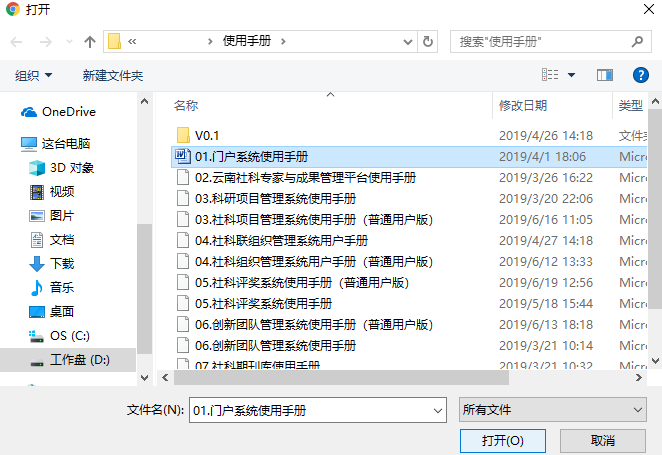 打开
«
使用手册
搜索"使用手册"
组织
新建文件夹
?
OneDrive
这台电脑
3D 对象
视频
图片
文档
下载
音乐
桌面
OS (C:)
工作盘 (D:)
名称 修改日期 类型
V0.1 2019/4/26 14:18 文件夹
01.门户系统使用手册 2019/4/1 18:06 Micro
02.云南社科专家与成果管理平台使用手册 2019/3/26 16:22 Micro
03.科研项目管理系统使用手册 2019/3/20 22:06 Micro
03.社科项目管理系统使用手册（普通用户版） 2019/6/16 11:05 Micro
04.社科联组织管理系统用户手册 2019/4/27 14:18 Micro
04.社科组织管理系统用户手册（普通用户版） 2019/6/12 13:33 Micro
05.社科评奖系统使用手册（普通用户版） 2019/6/19 12:56 Micro
05.社科评奖系统使用手册 2019/5/18 15:44 Micro
06.创新团队管理系统使用手册（普通用户版） 2019/6/13 18:18 Micro
06.创新团队管理系统使用手册 2019/3/21 10:14 Micro
07.社科期刊库使用手册 2019/3/21 10:32 Micro
文件名(N):
01.门户系统使用手册
所有文件
打开(O)
取消